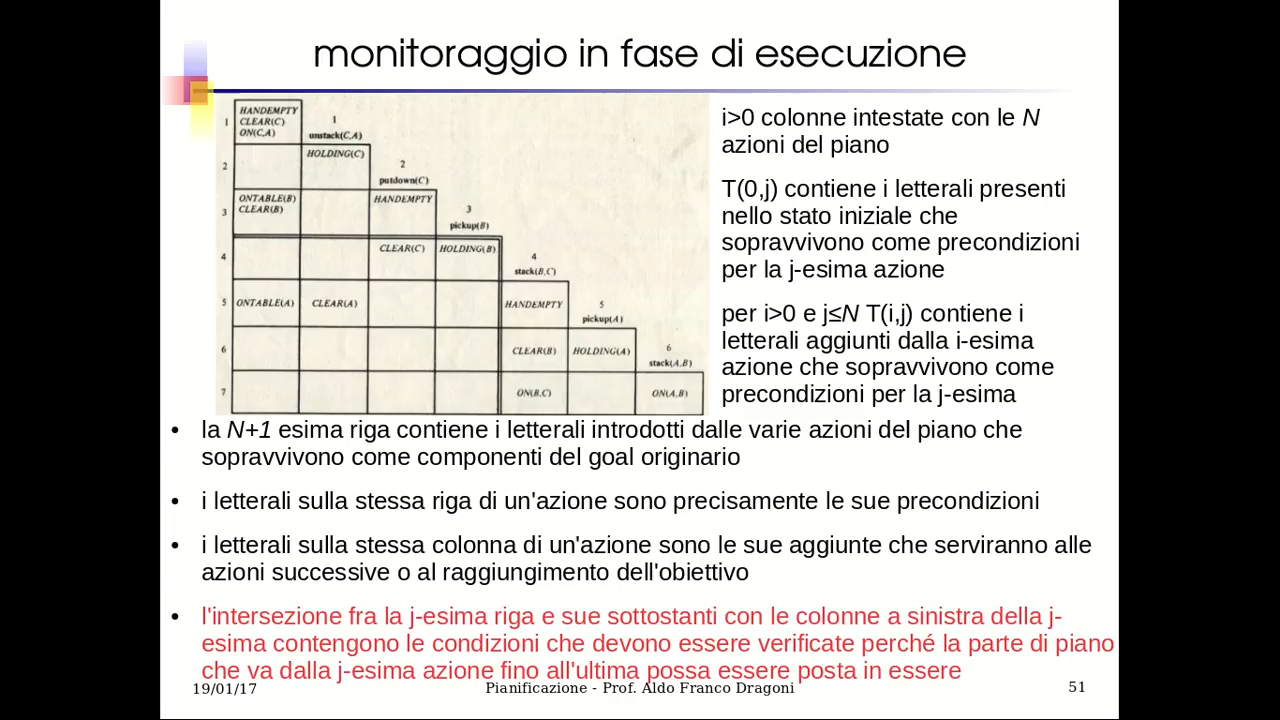 monitoraggio in fase di esecuzione
HANDEMPTY
CLEAR(C)
ON(C,A)
1
1
unstack(C,A)
2
HOLDING(C)
2
putdown(C)
3
ONTABLE(B)
CLEAR(B)
HANDEMPTY
3
pickup(B)
4
CLEAR(C)
HOLDING(B)
4
stack(B,C)
5
ONTABLE(A)
CLEAR(A)
HANDEMPTY
5
pickup(A)
6
CLEAR(B)
HOLDING(A)
6
stack(A,B)
7
ON(B,C)
ON(A,B)
i>0 colonne intestate con le N
azioni del piano
T(0,j) contiene i letterali presenti
nello stato iniziale che
sopravvivono come precondizioni
per la j-esima azione
per i>0 e j≤N T(i,j) contiene i
letterali aggiunti dalla i-esima
azione che sopravvivono come
precondizioni per la j-esima
• la N+1 esima riga contiene i letterali introdotti dalle varie azioni del piano che
sopravvivono come componenti del goal originario
• i letterali sulla stessa riga di un'azione sono precisamente le sue precondizioni
• i letterali sulla stessa colonna di un'azione sono le sue aggiunte che serviranno alle
azioni successive o al raggiungimento dell'obiettivo
• l'intersezione fra la j-esima riga e sue sottostanti con le colonne a sinistra della j-
esima contengono le condizioni che devono essere verificate perché la parte di piano
che va dalla j-esima azione fino all'ultima possa essere posta in essere
19/01/17
Pianificazione - Prof. Aldo Franco Dragoni
51